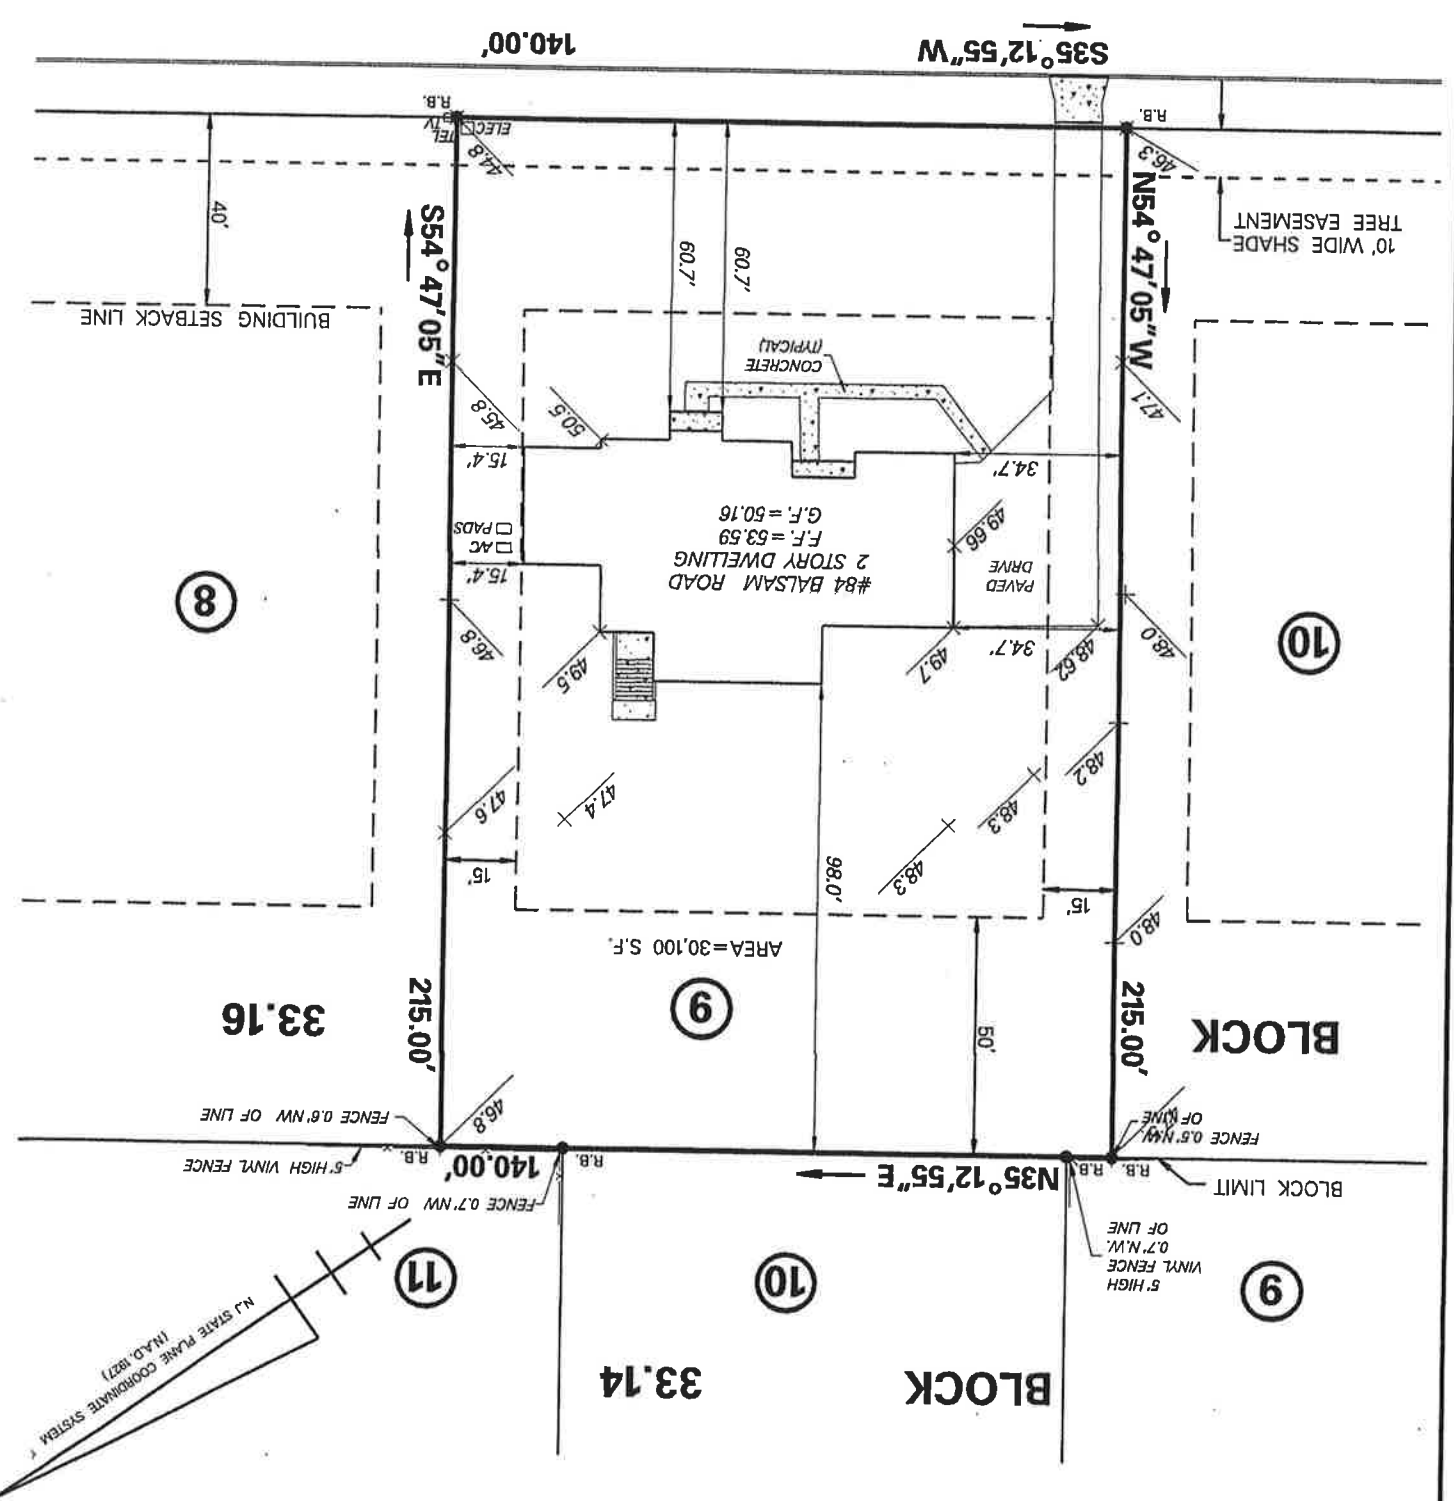 N.J. STATE PLANE COORDINATE SYSTEM
(N.A.D. 1927)
BLOCK
33.14
9
10
11
5' HIGH
VINYL FENCE
0.7' N.W.
OF LINE
BLOCK LIMIT
FENCE 0.7' NW OF LINE
5' HIGH VINYL FENCE
R.B.
R.B.
N35°12'55"E
R.B.
140.00'
R.B.
FENCE 0.5' N.W.
OF LINE
FENCE 0.6' NW OF LINE
46.8
BLOCK
215.00'
50'
9
215.00'
33.16
AREA=30,100 S.F.
48.0
15'
98.0'
15'
48.3
48.3
47.4
47.6
48.2
48.62
49.7
49.5
46.8
48.0
34.7'
10
8
PAVED
DRIVE
#84 BALSAM ROAD
2 STORY DWELLING
F.F. = 53.59
G.F. = 50.16
15.4'
A/C
PADS
49.66
34.7'
15.4'
50.5
45.8
47.1
CONCRETE
(TYPICAL)
N54°47'05"W
S54°47'05"E
BUILDING SETBACK LINE
60.7'
60.7'
40'
10' WIDE SHADE
TREE EASEMENT
46.3
44.8
R.B.
ELEC
TEL
TV
R.B.
S35°12'55"W
140.00'